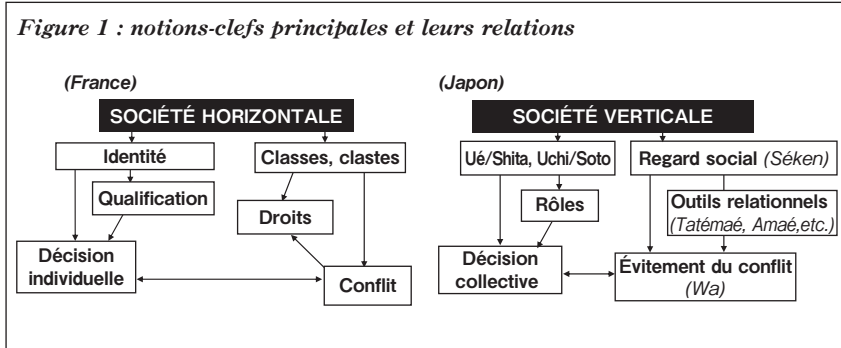 Figure 1 : notions-clefs principales et leurs relations
(France)
SOCIÉTÉ HORIZONTALE
Identité
Classes, clastes
Qualification
Droits
Décision
individuelle
Conflit
(Japon)
SOCIÉTÉ VERTICALE
Ué/Shita, Uchi/Soto
Regard social (Séken)
Rôles
Outils relationnels
(Tatémaé, Amaé,etc.)
Décision
collective
Évitement du conflit
(Wa)